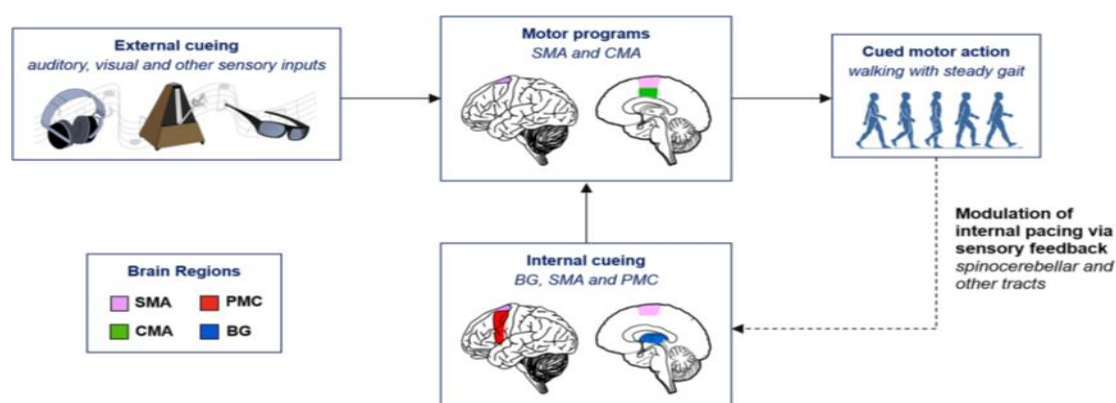 External cueing
auditory, visual and other sensory inputs
Motor programs
SMA and CMA
Cued motor action
walking with steady gait
Modulation of
internal pacing via
sensory feedback
spinocerebellar and
other tracts
Internal cueing
BG, SMA and PMC
Brain Regions
SMA
PMC
CMA
BG